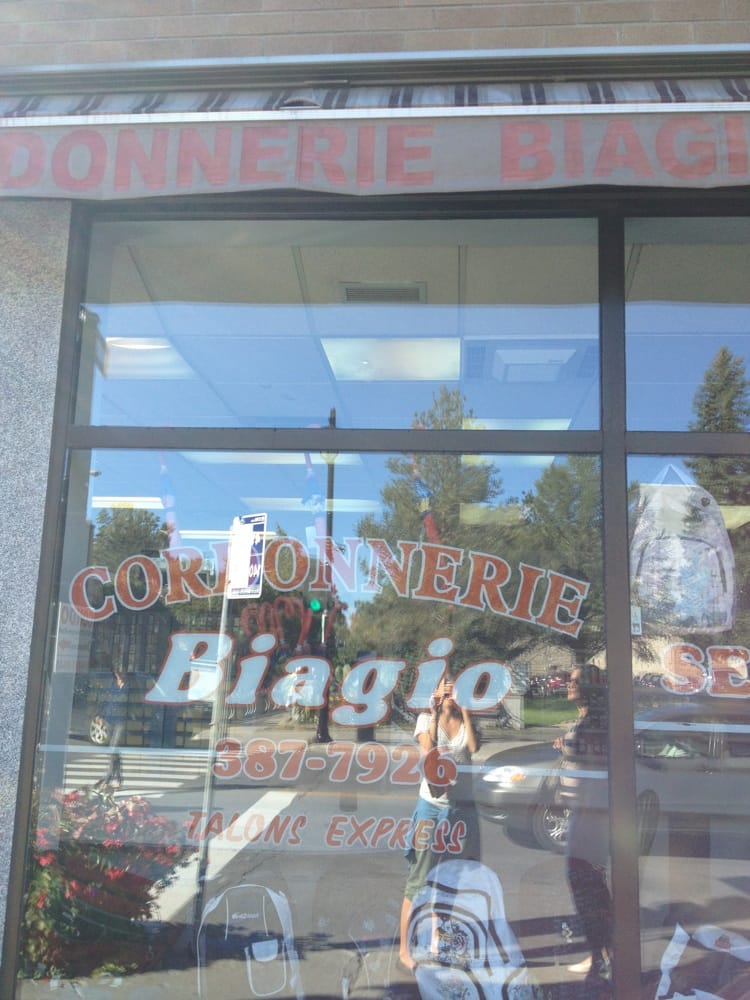 DONNERIE BIAGI
CORDONNERIE
Biagio
SE
387-7926
TALONS EXPRESS